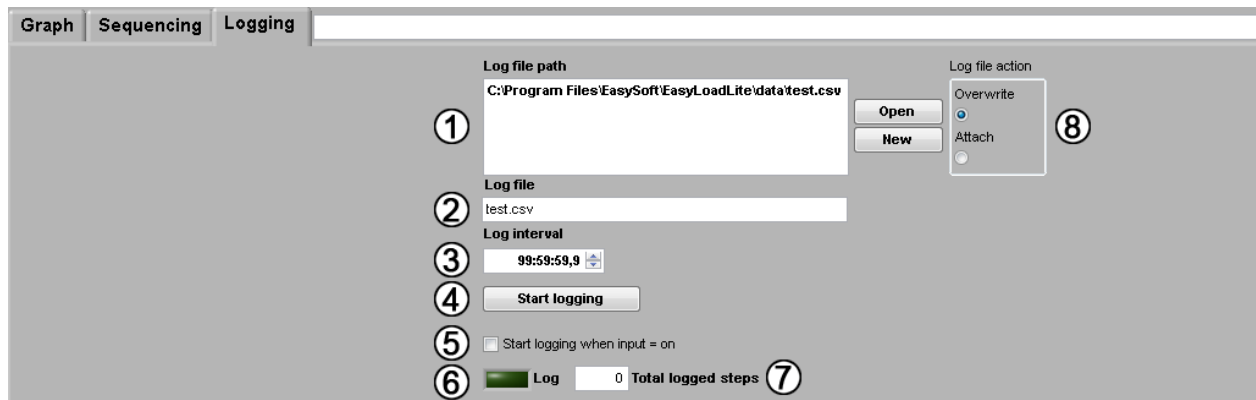 Graph Sequencing Logging
Log file path
Log file action
C:\Program Files\EasySoft\EasyLoadLite\data\test.csv
Overwrite
Open
① New Attach ⑧
Log file
② test.csv
Log interval
③ 99:59:59,9
④ Start logging
⑤ Start logging when input = on
⑥ Log 0 Total logged steps ⑦